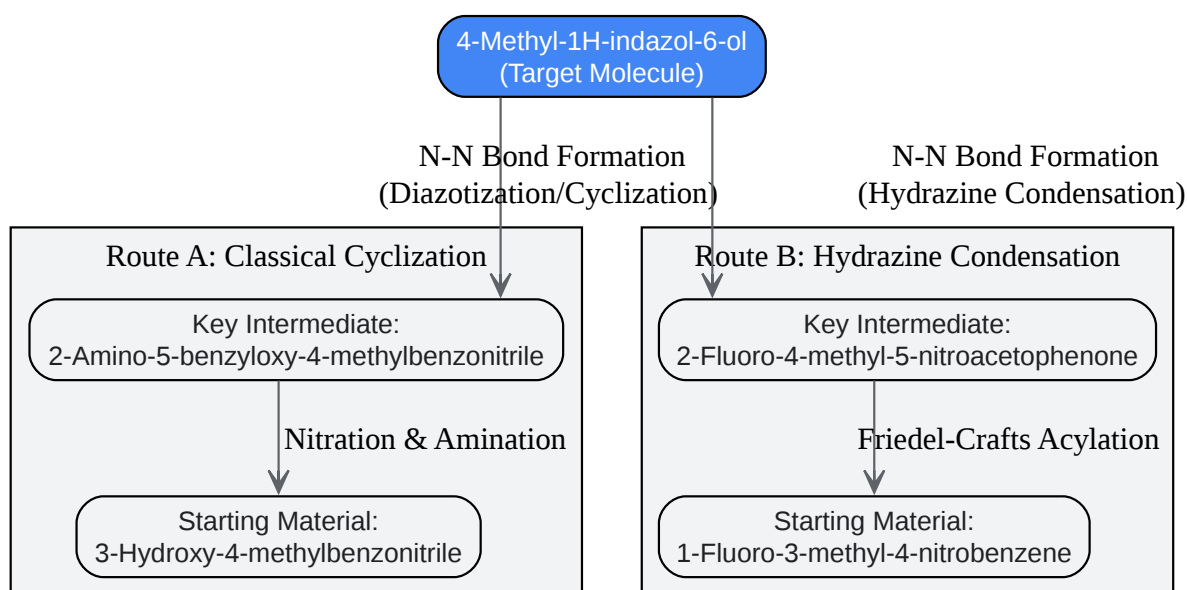 4-Methyl-1H-indazol-6-ol
(Target Molecule)
N-N Bond Formation
(Diazotization/Cyclization)
N-N Bond Formation
(Hydrazine Condensation)
Route A: Classical Cyclization
Key Intermediate:
2-Amino-5-benzyloxy-4-methylbenzonitrile
Nitration & Amination
Starting Material:
3-Hydroxy-4-methylbenzonitrile
Route B: Hydrazine Condensation
Key Intermediate:
2-Fluoro-4-methyl-5-nitroacetophenone
Friedel-Crafts Acylation
Starting Material:
1-Fluoro-3-methyl-4-nitrobenzene